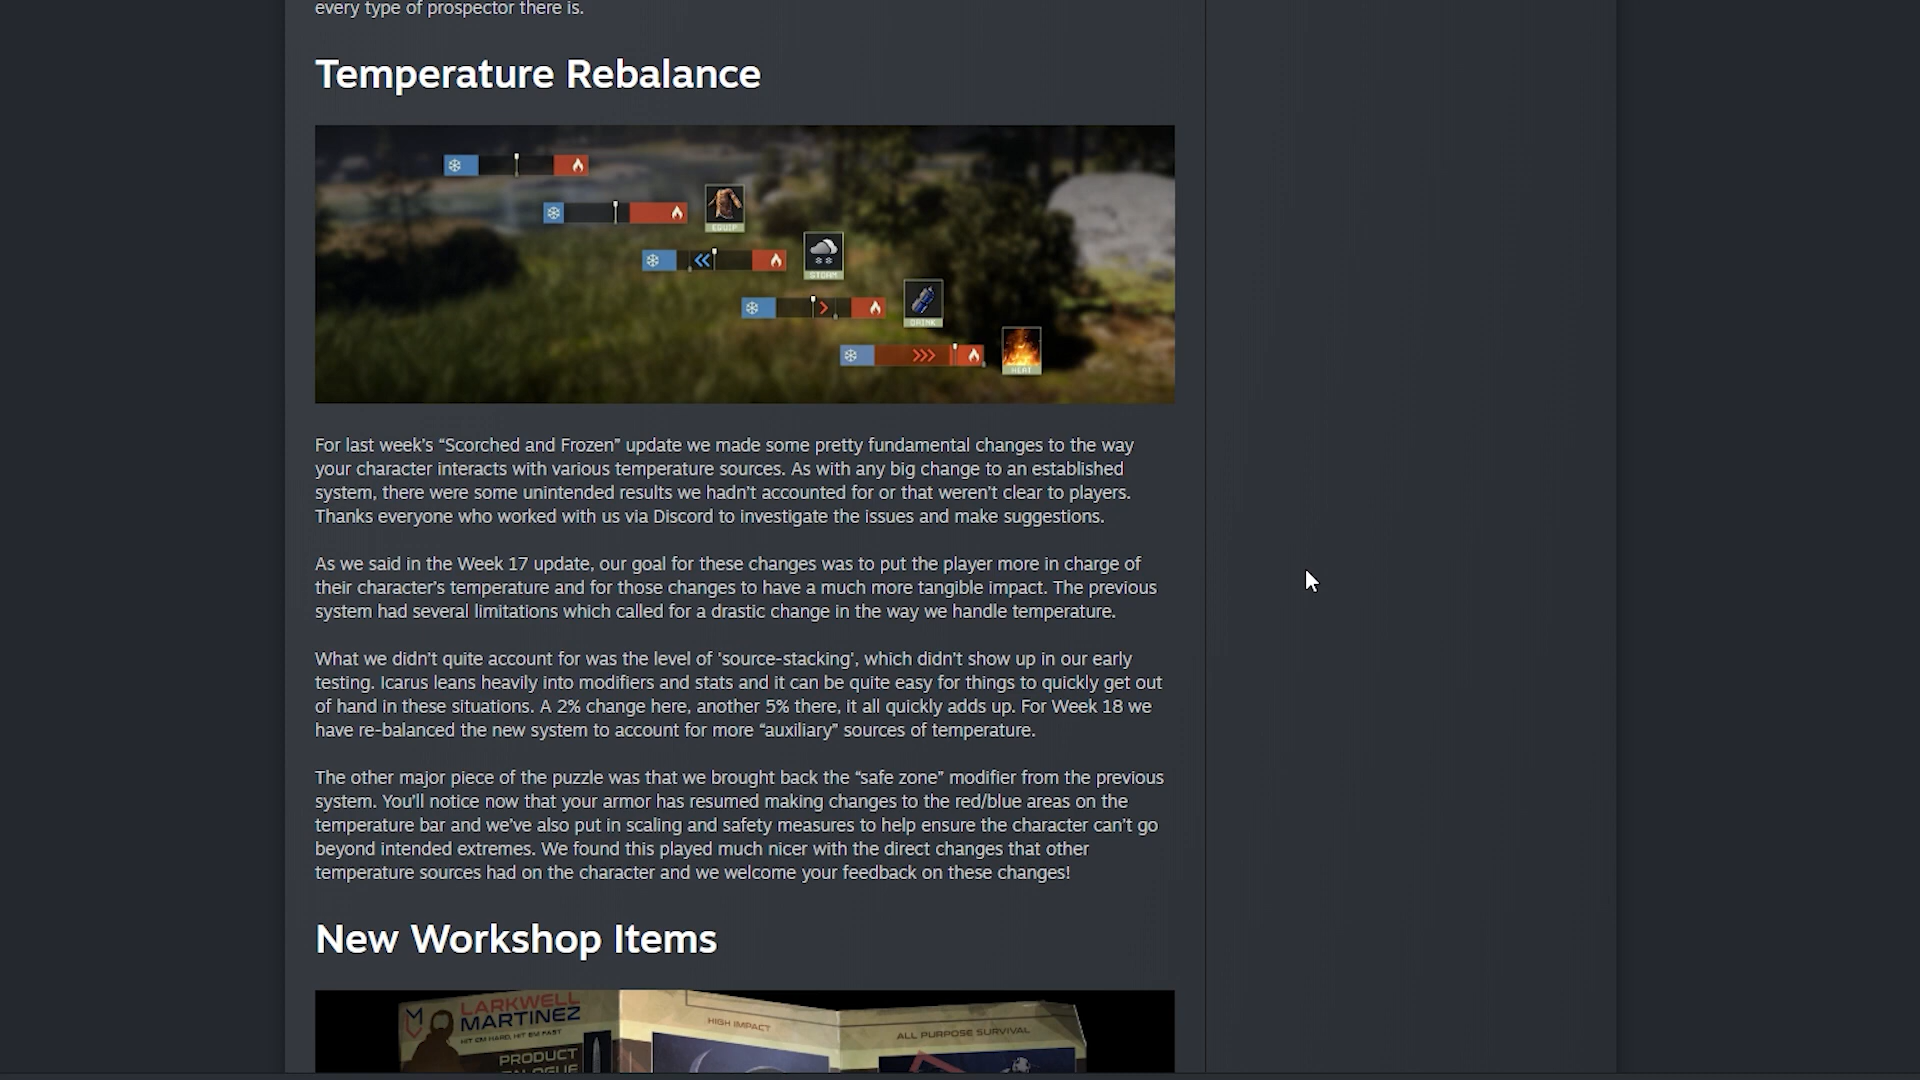 every type of prospector there is.
Temperature Rebalance
EQUIP
STORM
DRINK
HEAT
For last week’s “Scorched and Frozen” update we made some pretty fundamental changes to the way
your character interacts with various temperature sources. As with any big change to an established
system, there were some unintended results we hadn’t accounted for or that weren’t clear to players.
Thanks everyone who worked with us via Discord to investigate the issues and make suggestions.
As we said in the Week 17 update, our goal for these changes was to put the player more in charge of
their character’s temperature and for those changes to have a much more tangible impact. The previous
system had several limitations which called for a drastic change in the way we handle temperature.
What we didn’t quite account for was the level of 'source-stacking', which didn’t show up in our early
testing. Icarus leans heavily into modifiers and stats and it can be quite easy for things to quickly get out
of hand in these situations. A 2% change here, another 5% there, it all quickly adds up. For Week 18 we
have re-balanced the new system to account for more “auxiliary” sources of temperature.
The other major piece of the puzzle was that we brought back the “safe zone” modifier from the previous
system. You’ll notice now that your armor has resumed making changes to the red/blue areas on the
temperature bar and we’ve also put in scaling and safety measures to help ensure the character can’t go
beyond intended extremes. We found this played much nicer with the direct changes that other
temperature sources had on the character and we welcome your feedback on these changes!
New Workshop Items
LARKWELL
MARTINEZ
HIT EM HARD, HIT EM FAST
PRODUCT
HIGH IMPACT
ALL PURPOSE SURVIVAL